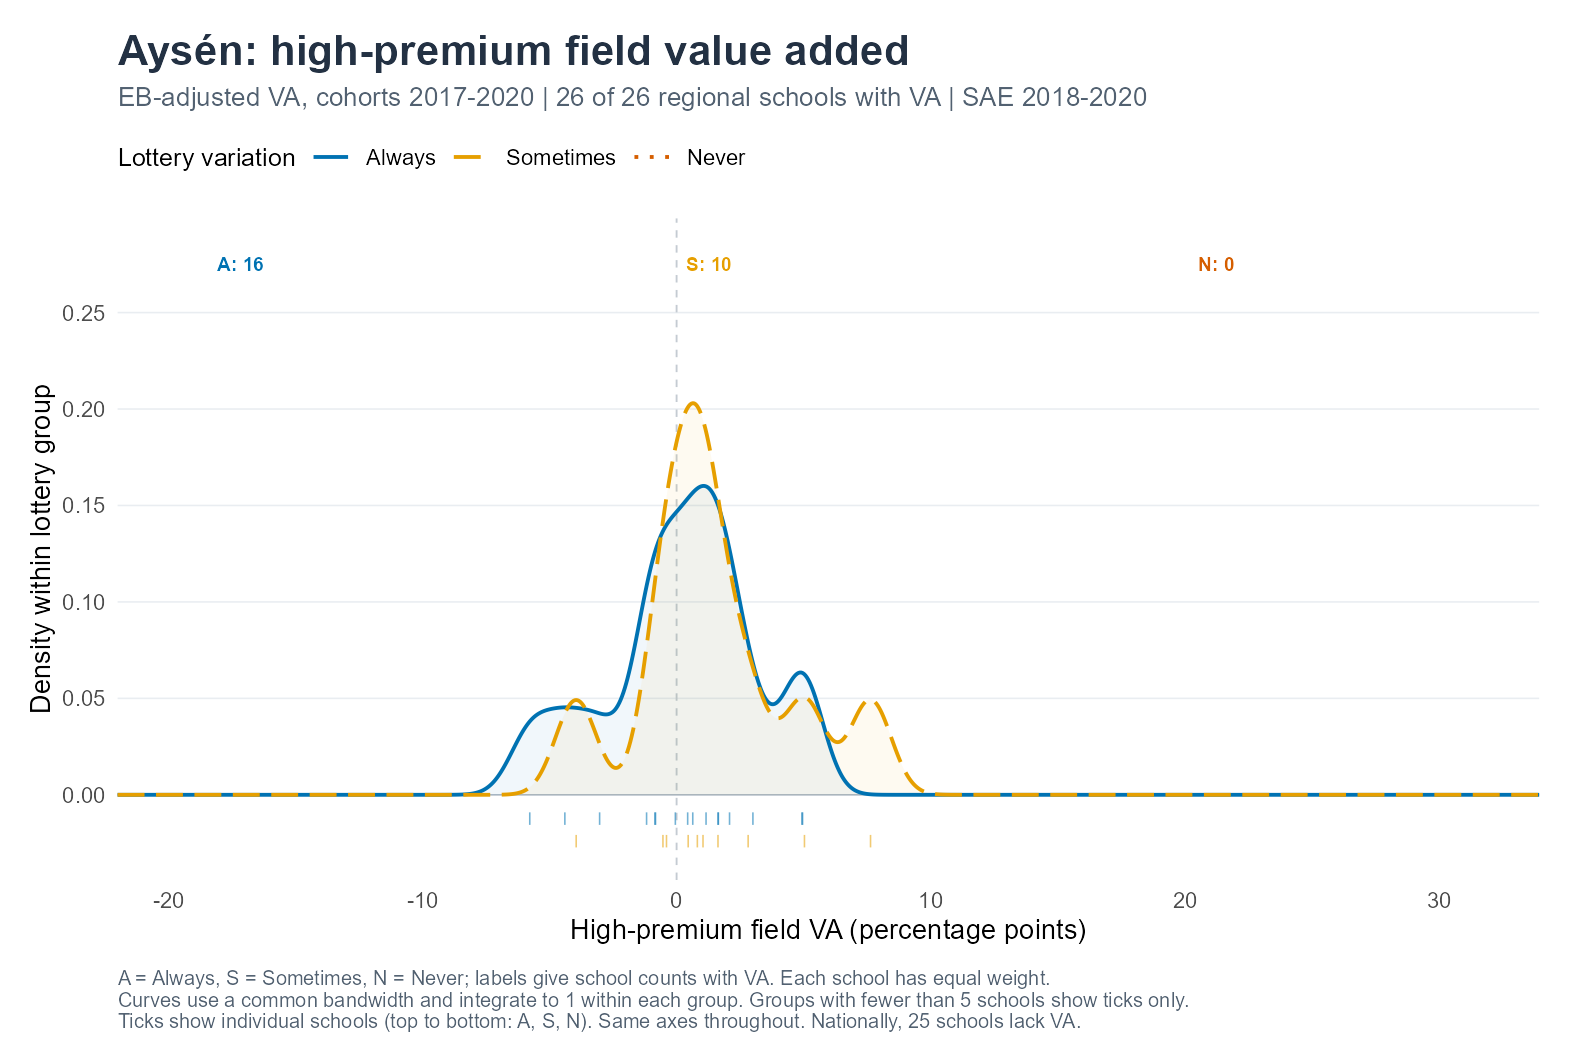 Aysén: high-premium field value added
EB-adjusted VA, cohorts 2017-2020 | 26 of 26 regional schools with VA | SAE 2018-2020
Lottery variation Always Sometimes Never
A: 16 S: 10 N: 0
0.25
0.20
0.15
0.10
0.05
0.00
Density within lottery group
-20 -10 0 10 20 30
High-premium field VA (percentage points)
A = Always, S = Sometimes, N = Never; labels give school counts with VA. Each school has equal weight.
Curves use a common bandwidth and integrate to 1 within each group. Groups with fewer than 5 schools show ticks only.
Ticks show individual schools (top to bottom: A, S, N). Same axes throughout. Nationally, 25 schools lack VA.